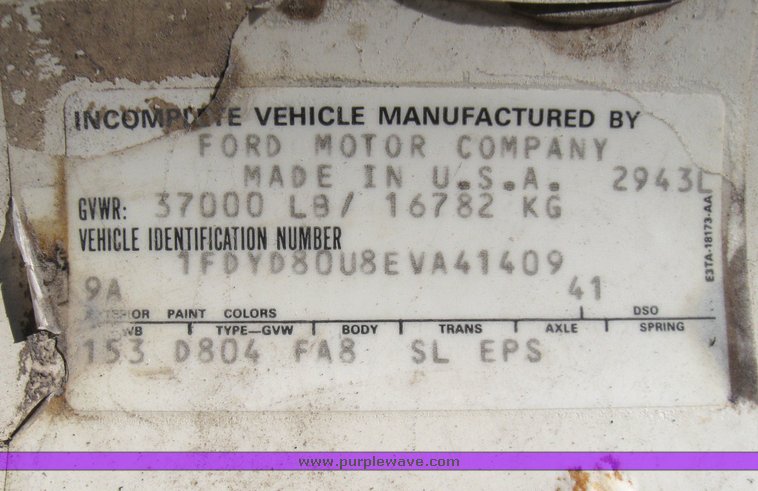 INCOMPLETE VEHICLE MANUFACTURED BY
FORD MOTOR COMPANY
MADE IN U.S.A. 2943L
GVWR: 37000 LB/ 16782 KG
VEHICLE IDENTIFICATION NUMBER
1FDYD80U8EVA41409
9A 41
EXTERIOR PAINT COLORS DSO
WB TYPE-GVW BODY TRANS AXLE SPRING
153 D804 FA8 SL EPS
E3TA-18173-AA
www.purplewave.com